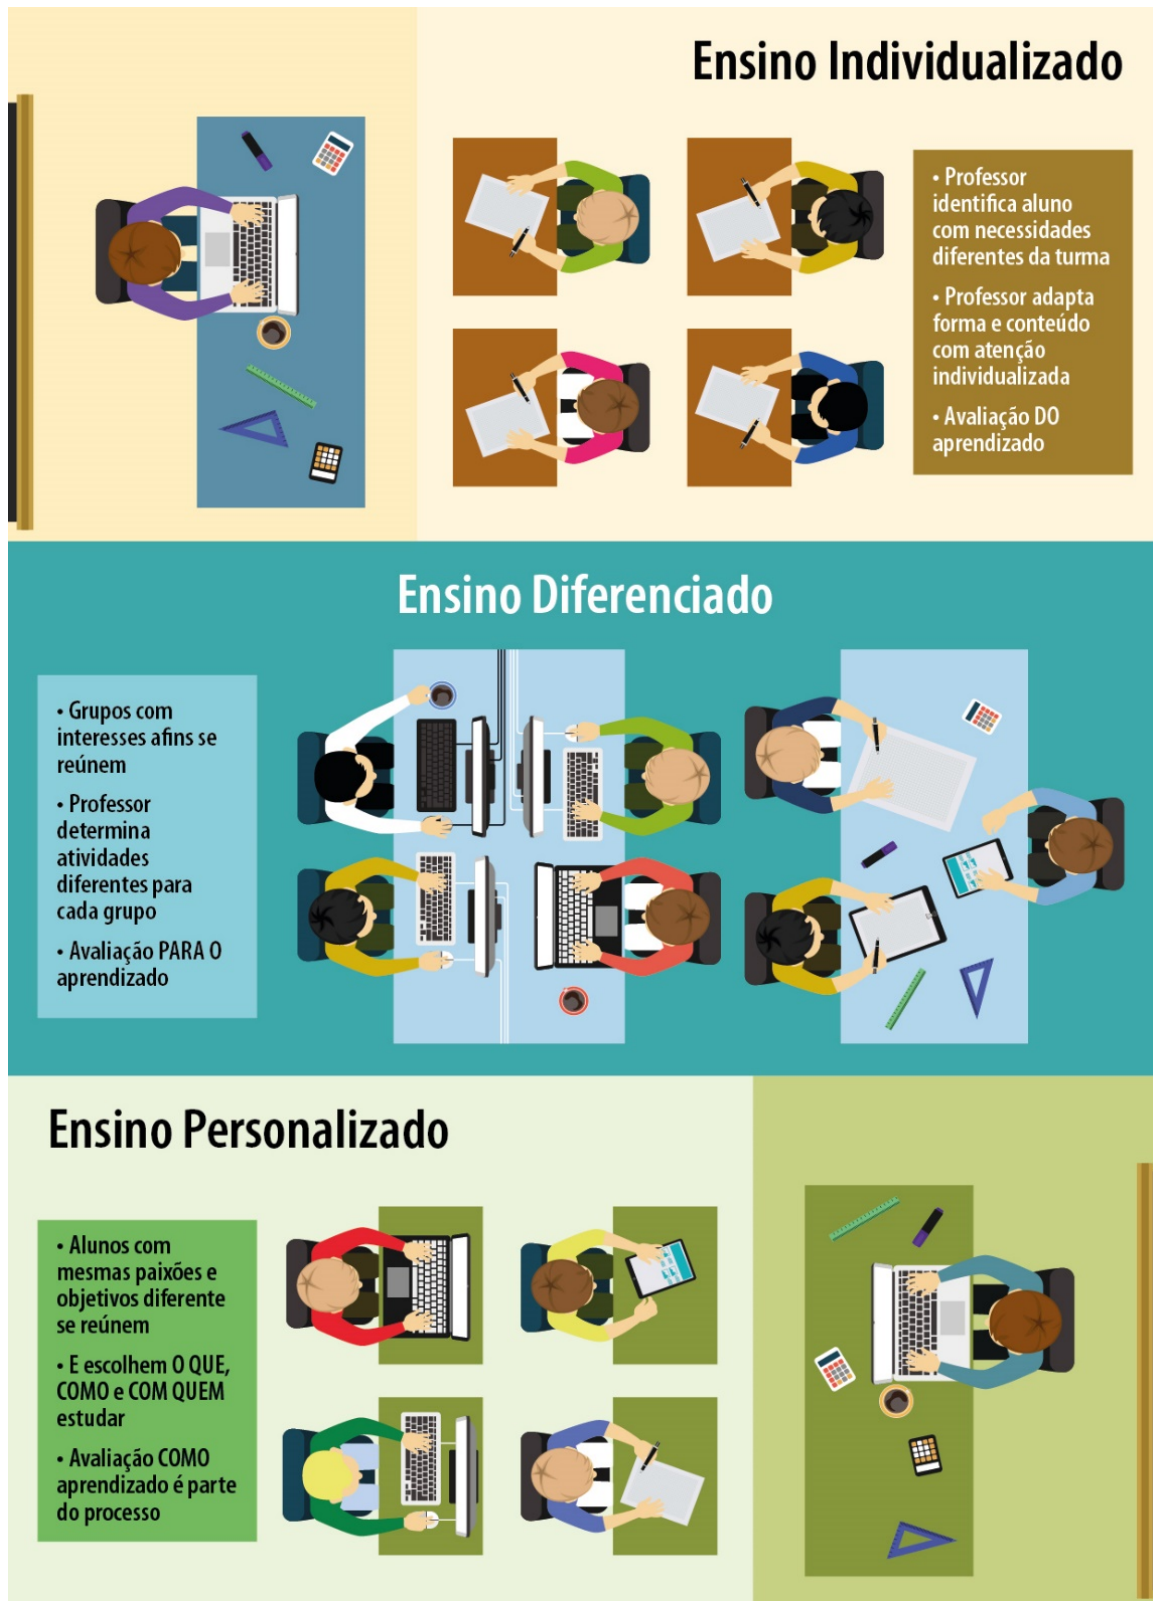 Ensino Individualizado
• Professor
identifica aluno
com necessidades
diferentes da turma
• Professor adapta
forma e conteúdo
com atenção
individualizada
• Avaliação DO
aprendizado
Ensino Diferenciado
• Grupos com
interesses afins se
reúnem
• Professor
determina
atividades
diferentes para
cada grupo
• Avaliação PARA O
aprendizado
Ensino Personalizado
• Alunos com
mesmas paixões e
objetivos diferente
se reúnem
• E escolhem O QUE,
COMO e COM QUEM
estudar
• Avaliação COMO
aprendizado é parte
do processo